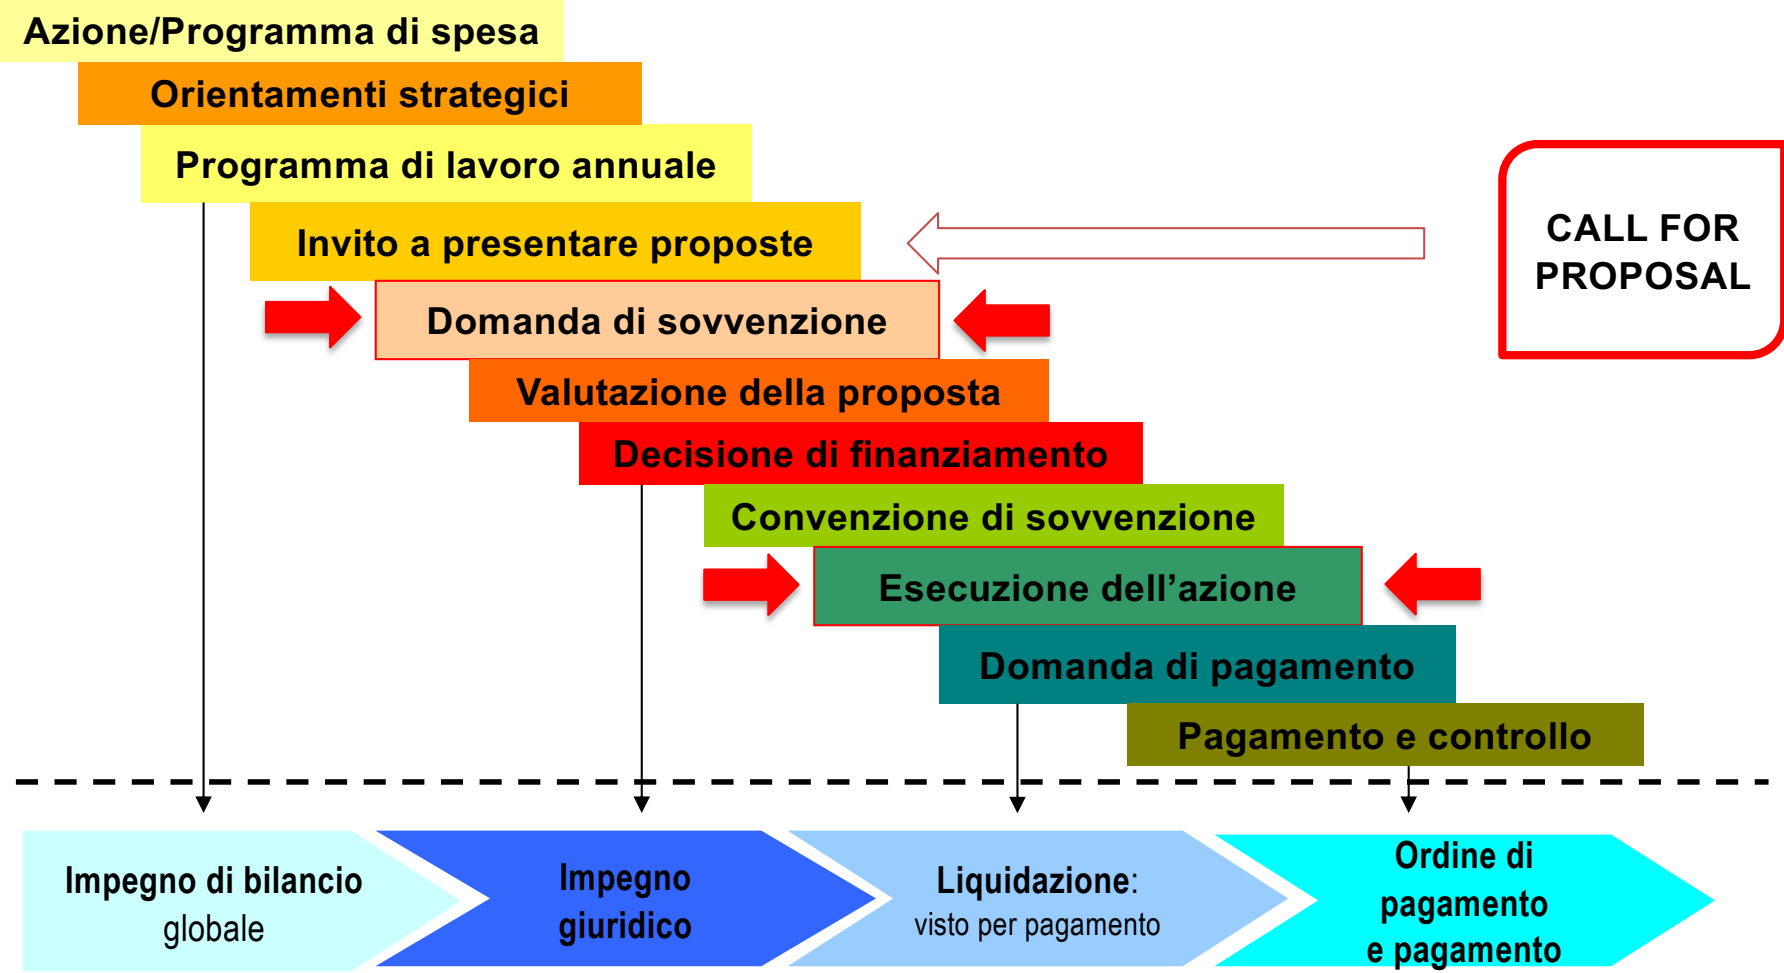 Azione/Programma di spesa
Orientamenti strategici
Programma di lavoro annuale
Invito a presentare proposte
CALL FOR
PROPOSAL
Domanda di sovvenzione
Valutazione della proposta
Decisione di finanziamento
Convenzione di sovvenzione
Esecuzione dell’azione
Domanda di pagamento
Pagamento e controllo
Impegno di bilancio
globale
Impegno
giuridico
Liquidazione:
visto per pagamento
Ordine di
pagamento
e pagamento